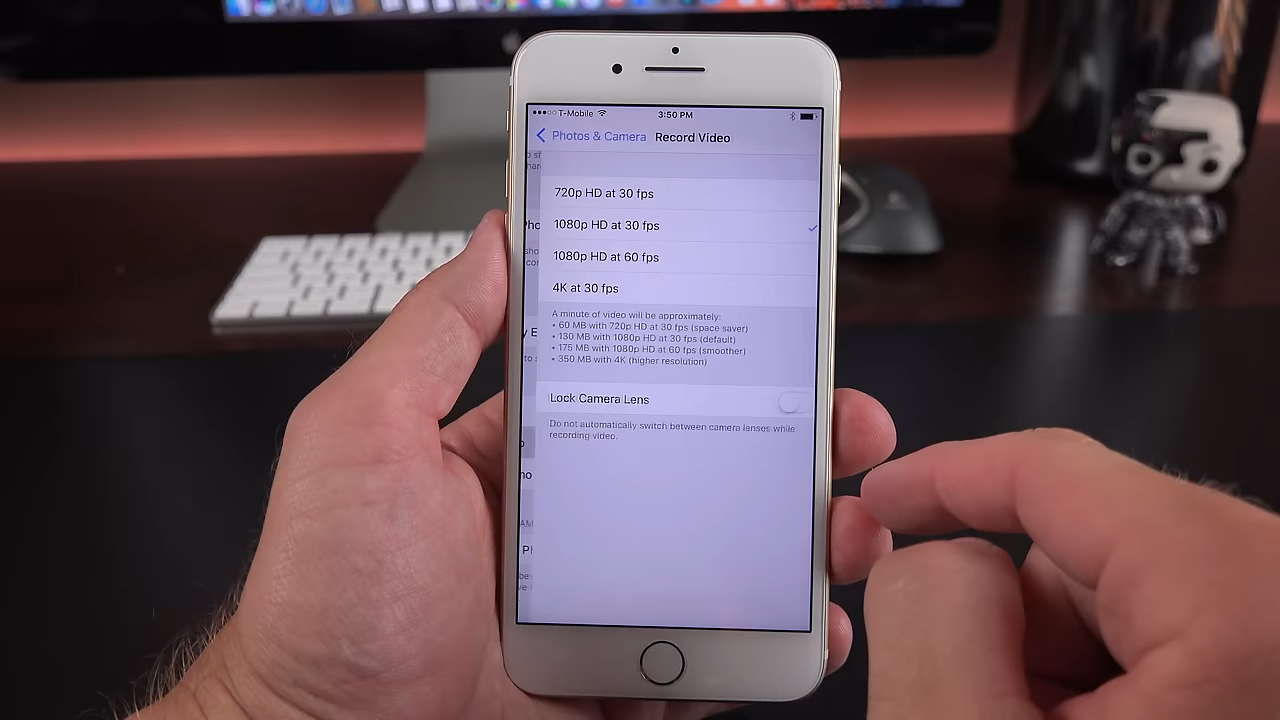 T-Mobile 3:50 PM
Photos & Camera Record Video
720p HD at 30 fps
1080p HD at 30 fps
1080p HD at 60 fps
4K at 30 fps
A minute of video will be approximately:
• 60 MB with 720p HD at 30 fps (space saver)
• 130 MB with 1080p HD at 30 fps (default)
• 175 MB with 1080p HD at 60 fps (smoother)
• 350 MB with 4K (higher resolution)
Lock Camera Lens
Do not automatically switch between camera lenses while
recording video.